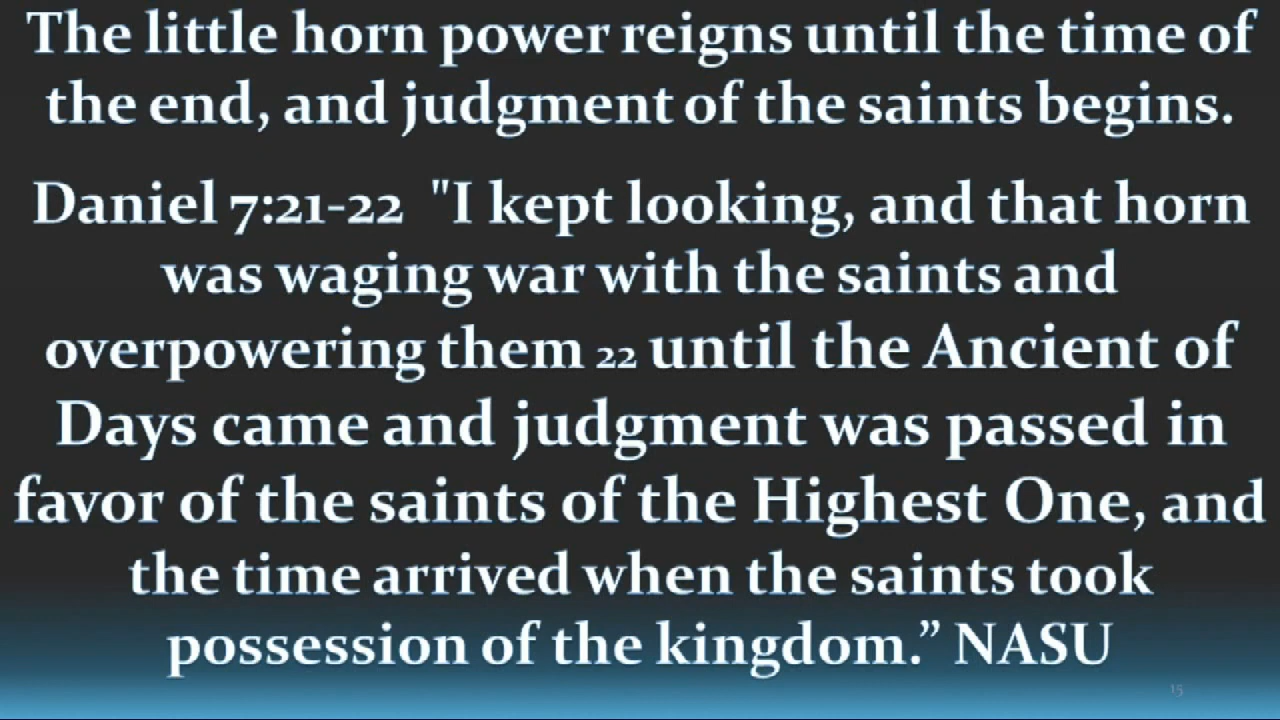 The little horn power reigns until the time of
the end, and judgment of the saints begins.
Daniel 7:21-22  "I kept looking, and that horn
was waging war with the saints and
overpowering them 22 until the Ancient of
Days came and judgment was passed in
favor of the saints of the Highest One, and
the time arrived when the saints took
possession of the kingdom.” NASU
15